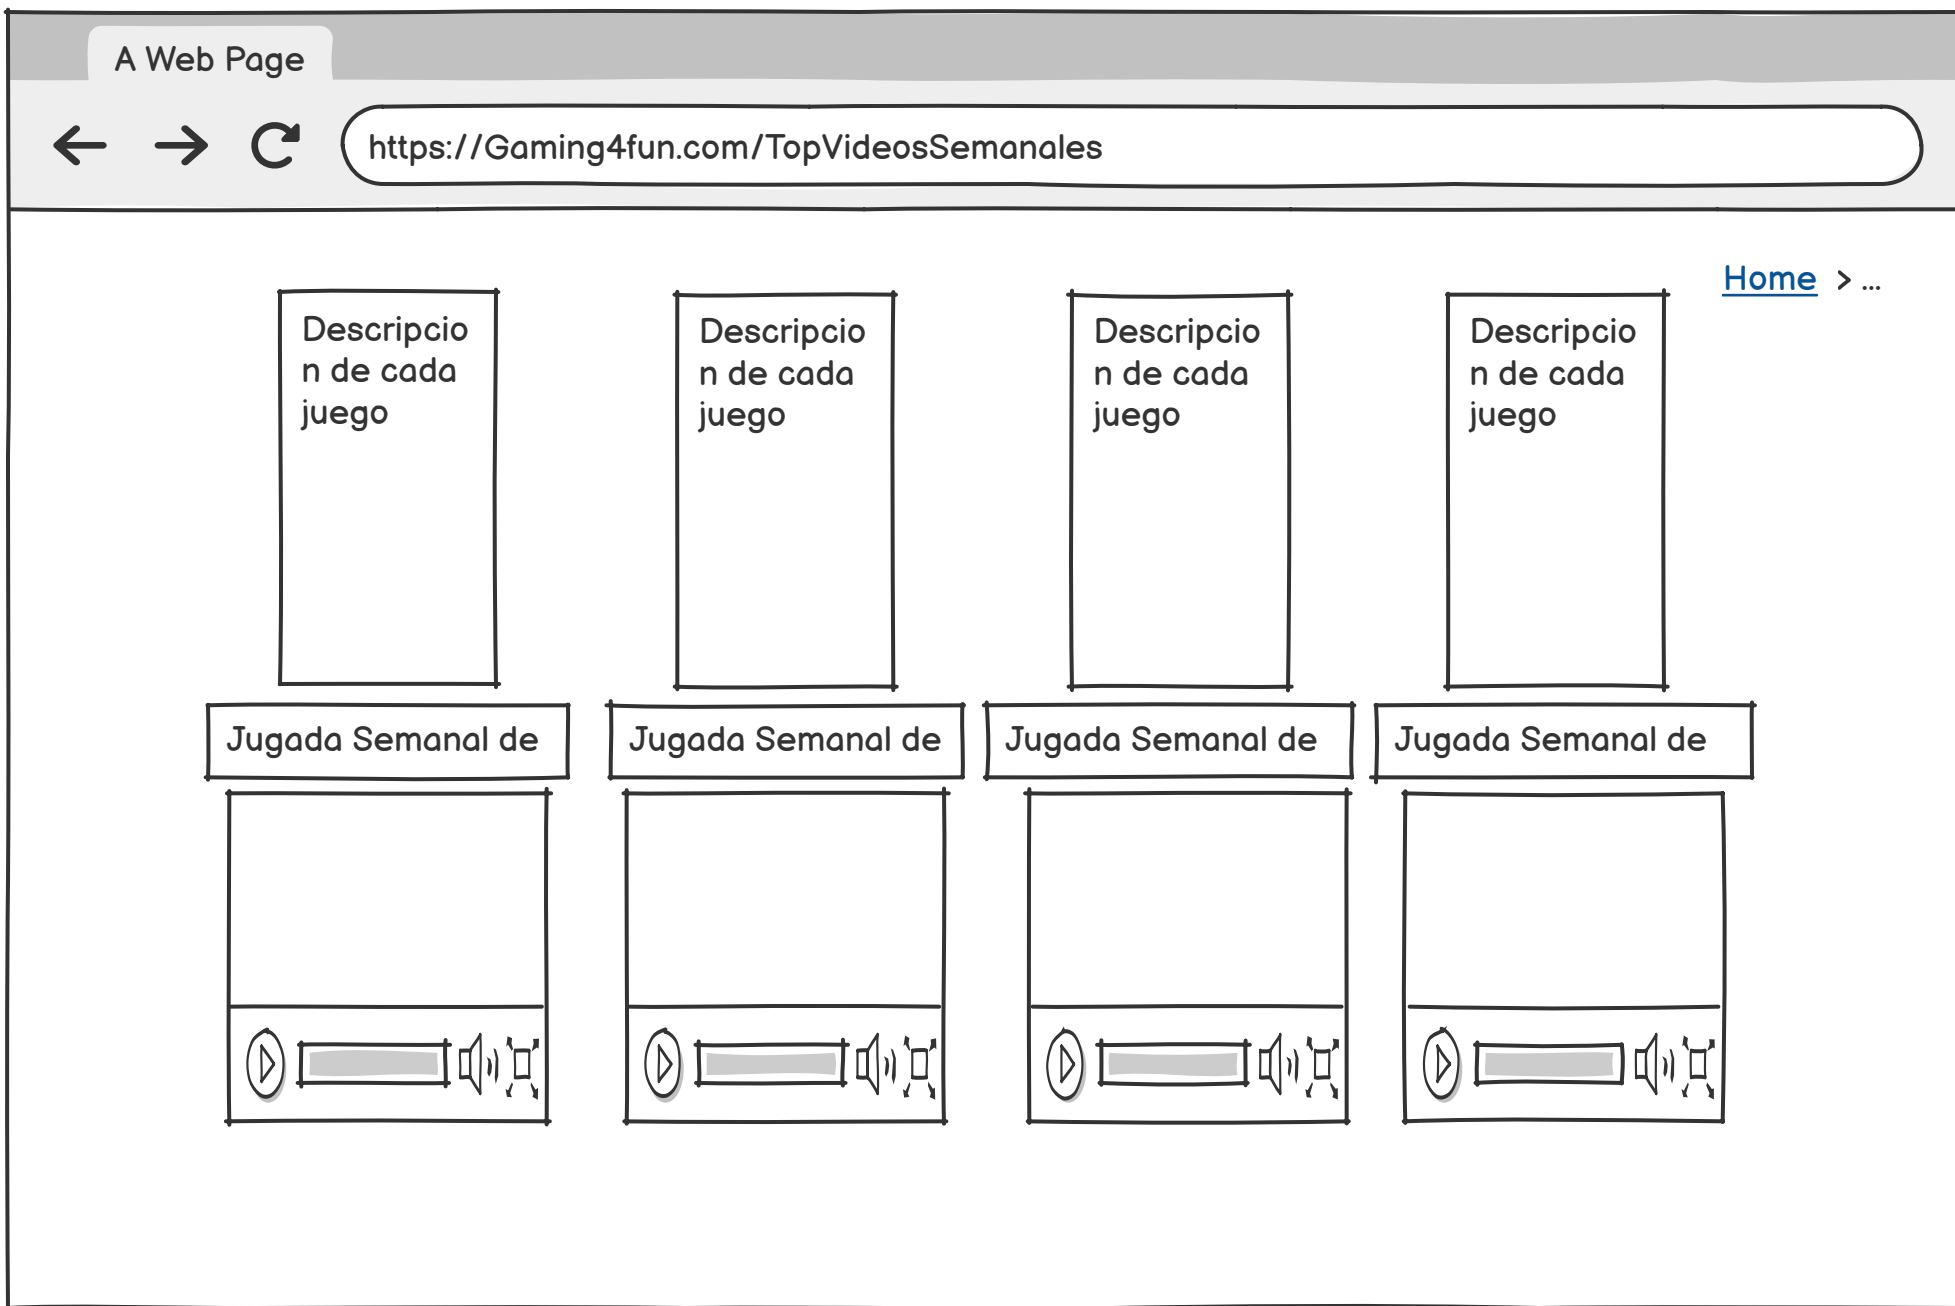 A Web Page
https://Gaming4fun.com/TopVideosSemanales
Home > ...
Descripcio
n de cada
juego
Descripcio
n de cada
juego
Descripcio
n de cada
juego
Descripcio
n de cada
juego
Jugada Semanal de
Jugada Semanal de
Jugada Semanal de
Jugada Semanal de